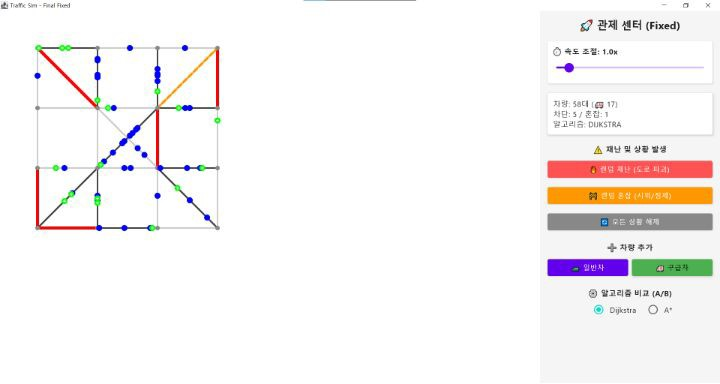 Traffic Sim - Final Fixed
🚀 관제 센터 (Fixed)
⏱ 속도 조절: 1.0x
차량: 58대 (🚑 17)
차단: 5 / 혼잡: 1
알고리즘: DIJKSTRA
⚠️ 재난 및 상황 발생
🔥 랜덤 재난 (도로 파괴)
🚧 랜덤 혼잡 (시위/정체)
🔄 모든 상황 해제
➕ 차량 추가
🚙 일반차
🚑 구급차
⚙ 알고리즘 비교 (A/B)
Dijkstra
A*